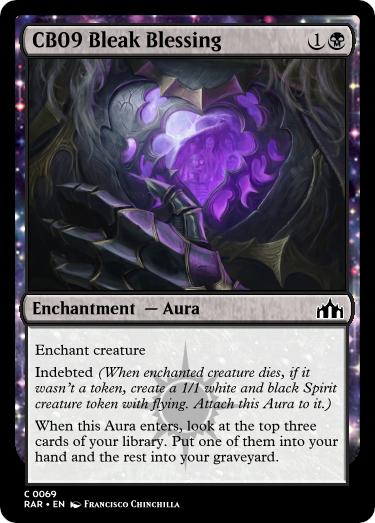 CB09 Bleak Blessing 1
Enchantment — Aura
Enchant creature
Indebted (When enchanted creature dies, if it
wasn't a token, create a 1/1 white and black Spirit
creature token with flying. Attach this Aura to it.)
When this Aura enters, look at the top three
cards of your library. Put one of them into your
hand and the rest into your graveyard.
C 0069
RAR • EN Francisco Chinchilla